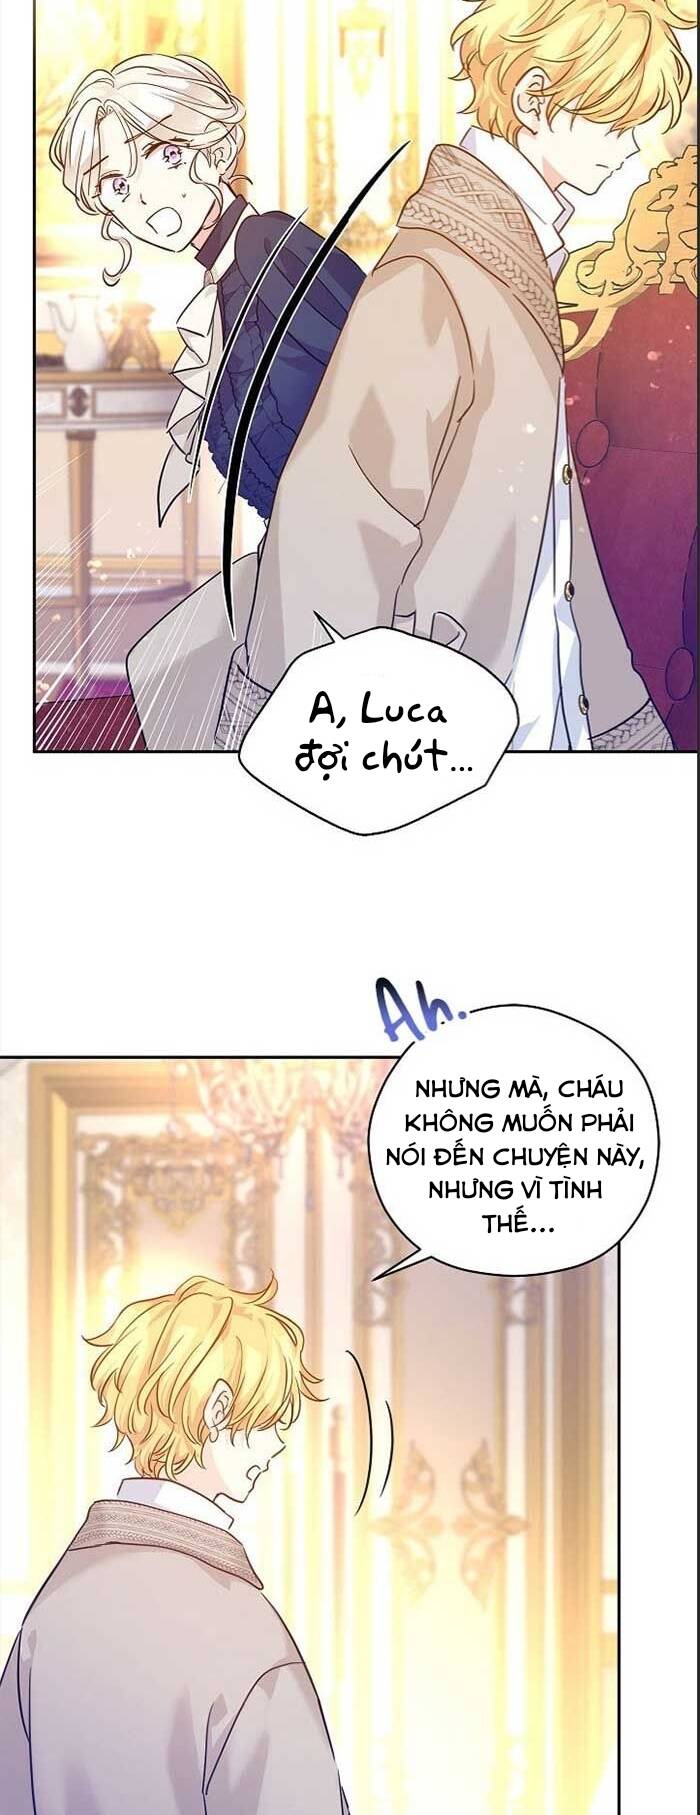 A, Luca
đợi chút...
Ah.
NHƯNG MÀ, CHÁU
KHÔNG MUỐN PHẢI
NÓI ĐẾN CHUYỆN NÀY,
NHƯNG VÌ TÌNH
THẾ...